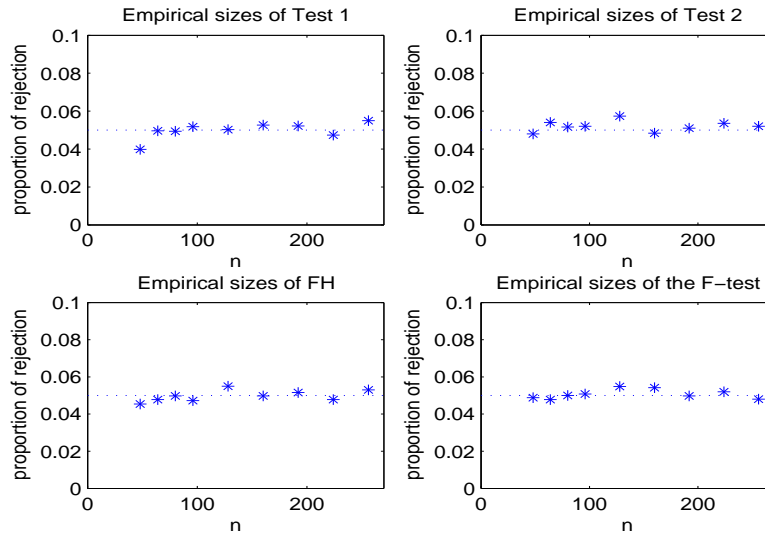 Empirical sizes of Test 1
0.1
0.08
0.06
0.04
0.02
0
proportion of rejection
0 100 200
n
Empirical sizes of Test 2
0.1
0.08
0.06
0.04
0.02
0
proportion of rejection
0 100 200
n
Empirical sizes of FH
0.1
0.08
0.06
0.04
0.02
0
proportion of rejection
0 100 200
n
Empirical sizes of the F−test
0.1
0.08
0.06
0.04
0.02
0
proportion of rejection
0 100 200
n